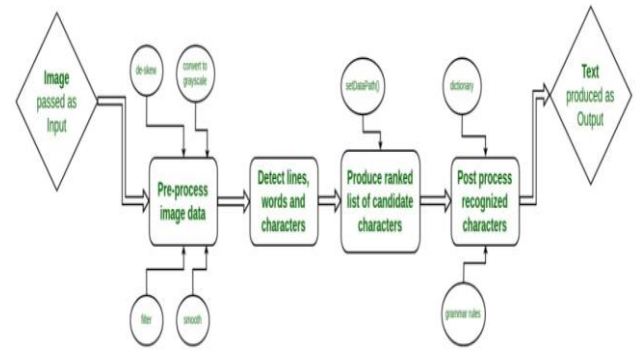 Image
passed as
Input
de-skew
convert to
grayscale
Pre-process
image data
filter
smooth
Detect lines,
words and
characters
setDataPath()
Produce ranked
list of candidate
characters
dictionary
Post process
recognized
characters
grammar rules
Text
produced as
Output